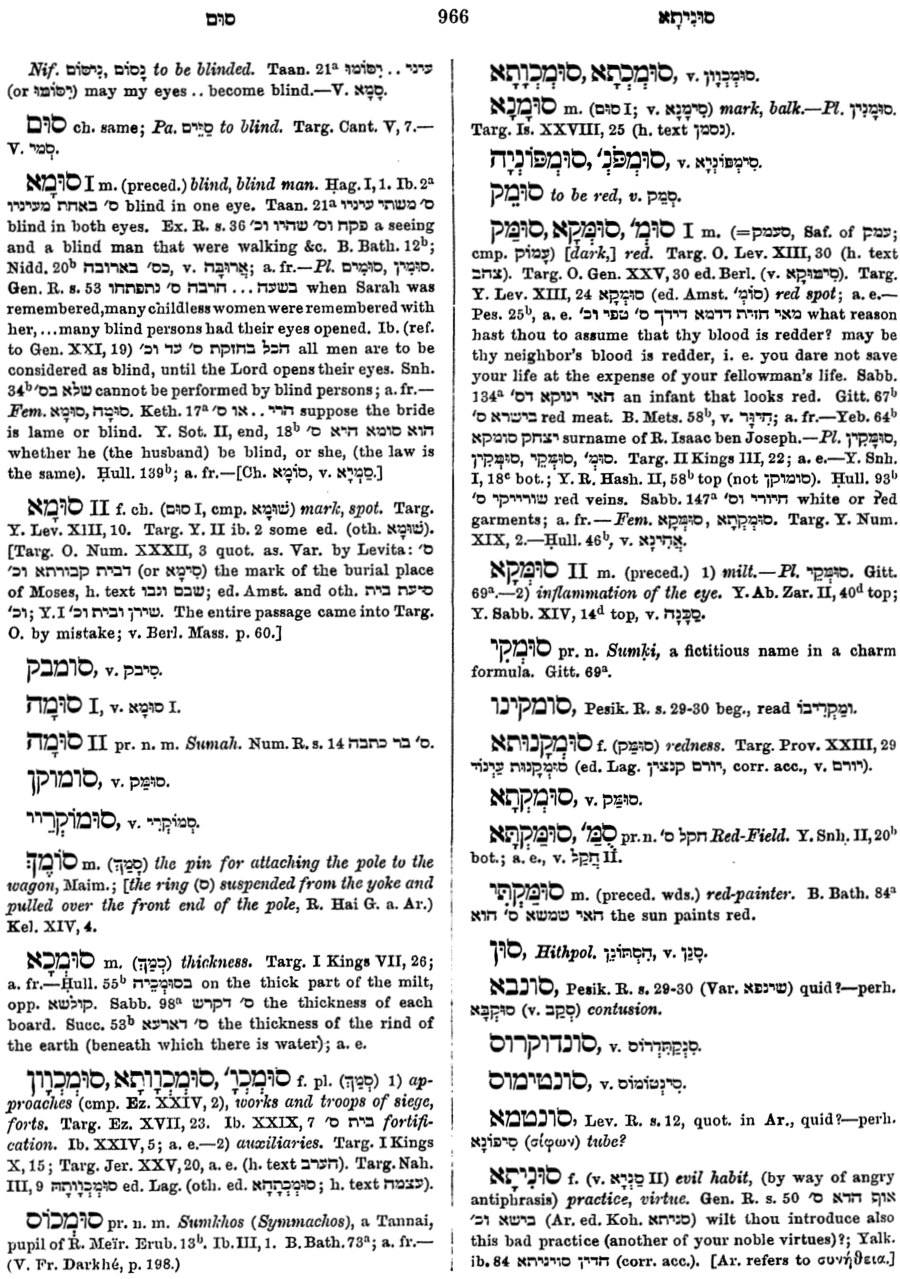 סום 966 סוּנִיתָא
Nif. נָסוֹם, נִיסּוֹם to be blinded. Taan. 21ᵃ יִסּוֹמוּ .. עיניי
(or יִסּוֹמוּ) may my eyes .. become blind.—V. סָמָא.
סוּם ch. same; Pa. סַיֵּים to blind. Targ. Cant. V, 7.—
V. סְמִי.
סוּמָא I m. (preced.) blind, blind man. Ḥag. I, 1. Ib. 2ᵃ
ס׳ באחת מעיניו blind in one eye. Taan. 21ᵃ ס׳ משתי עיניו
blind in both eyes. Ex. R. s. 36 פקח וס׳ שהיו וכ׳ a seeing
and a blind man that were walking &c. B. Bath. 12ᵇ;
Nidd. 20ᵇ כס׳ בארובה, v. אֲרוּבָּה; a. fr.—Pl. סוּמִין, סוּמִים.
Gen. R. s. 53 בשעה ... הרבה ס׳ נתפתחו when Sarah was
remembered, many childless women were remembered with
her, ... many blind persons had their eyes opened. Ib. (ref.
to Gen. XXI, 19) הכל בחזקת ס׳ עד וכ׳ all men are to be
considered as blind, until the Lord opens their eyes. Snh.
34ᵇ שלא בס׳ cannot be performed by blind persons; a. fr.—
Fem. סוּמָה, סוּמָא. Keth. 17ᵃ הרי .. או ס׳ suppose the bride
is lame or blind. Y. Sot. II, end, 18ᵇ הוא סומא היא ס׳
whether he (the husband) be blind, or she, (the law is
the same). Ḥull. 139ᵇ; a. fr.—[Ch. סוֹמָא, v. סַמְיָא.]
סוּמָא II f. ch. (סום I, cmp. שׁוּמָא) mark, spot. Targ.
Y. Lev. XIII, 10. Targ. Y. II ib. 2 some ed. (oth. שׁוּמָא).
[Targ. O. Num. XXXII, 3 quot. as. Var. by Levita: ס׳
דבית קבורתא וכ׳ (or סִימָא) the mark of the burial place
of Moses, h. text שבם ונבו; ed. Amst. and oth. סיעת בית
וכ׳; Y. I שירן ובית וכ׳. The entire passage came into Targ.
O. by mistake; v. Berl. Mass. p. 60.]
סומבק, v. סיבק.
סוּמָה I, v. סוּמָא I.
סוּמָה II pr. n. m. Sumah. Num. R. s. 14 ס׳ בר כתבה.
סומוקן, v. סוּמַּק.
סוּמוֹקְרַיי, v. סְמוֹקְרִי.
סוֹמֶךְ m. (סָמַךְ) the pin for attaching the pole to the
wagon, Maim.; [the ring (ס) suspended from the yoke and
pulled over the front end of the pole, R. Hai G. a. Ar.)
Kel. XIV, 4.
סוּמְכָא m. (סְמַךְ) thickness. Targ. I Kings VII, 26;
a. fr.—Ḥull. 55ᵇ בסוּמְכֵיה on the thick part of the milt,
opp. קולשא. Sabb. 98ᵃ ס׳ דקרש the thickness of each
board. Succ. 53ᵇ ס׳ דארעא the thickness of the rind of
the earth (beneath which there is water); a. e.
סוּמְכְוָון, סוּמְכְוָותָא, סוּמְכְוָ׳ f. pl. (סְמַךְ) 1) ap-
proaches (cmp. Ez. XXIV, 2), works and troops of siege,
forts. Targ. Ez. XVII, 23. Ib. XXIX, 7 בית ס׳ fortifi-
cation. Ib. XXIV, 5; a. e.—2) auxiliaries. Targ. I Kings
X, 15; Targ. Jer. XXV, 20, a. e. (h. text הערב). Targ. Nah.
III, 9 סוּמְכְוָותָהָא ed. Lag. (oth. ed. סוּמְכְתָהָא; h. text עצמה).
סוּמְכוֹס pr. n. m. Sumkhos (Symmachos), a Tannai,
pupil of R. Meïr. Erub. 13ᵇ. Ib. III, 1. B. Bath. 73ᵃ; a. fr.—
(V. Fr. Darkhé, p. 198.)
סוּמְכְתָא, סוּמְכְוָתָא, v. סוּמְכְוָון.
סוּמָנָא m. (סום I; v. סִימָנָא) mark, balk.—Pl. סוּמָנִין.
Targ. Is. XXVIII, 25 (h. text נסמן).
סוּמְפֹּנְ׳, סוּמְפּוֹנְיָה, v. סִימְפּוֹנְיָא.
סוּמַק to be red, v. סְמַק.
סוּמַּק, סוּמְּקָא, סוּמְ׳ I m. (=סעמק, Saf. of עמק;
cmp. עָמוֹק) [dark,] red. Targ. O. Lev. XIII, 30 (h. text
צהב). Targ. O. Gen. XXV, 30 ed. Berl. (v. סִימּוּקָא). Targ.
Y. Lev. XIII, 24 סוּמְקָא (ed. Amst. סוֹמְ׳) red spot; a. e.—
Pes. 25ᵇ, a. e. מאי חזית דדמא דידך ס׳ טפי וכ׳ what reason
hast thou to assume that thy blood is redder? may be
thy neighbor's blood is redder, i. e. you dare not save
your life at the expense of your fellowman's life. Sabb.
134ᵃ האי ינוקא דס׳ an infant that looks red. Gitt. 67ᵇ
בישרא ס׳ red meat. B. Mets. 58ᵇ, v. חִיוָּר; a. fr.—Yeb. 64ᵇ
יצחק סומקא surname of R. Isaac ben Joseph.—Pl. סוּמָּקִין,
סוּמְ׳, סוּמָּקֵי, סוּמְּקִין. Targ. II Kings III, 22; a. e.—Y. Snh.
I, 18ᶜ bot.; Y. R. Hash. II, 58ᵇ top (not סומוקן). Ḥull. 93ᵇ
שורייקי ס׳ red veins. Sabb. 147ᵃ חיורי וס׳ white or red
garments; a. fr.—Fem. סוּמַּקְתָּא, סוּמְּקָא. Targ. Y. Num.
XIX, 2.—Ḥull. 46ᵇ, v. אֲהִינָא.
סוּמְּקָא II m. (preced.) 1) milt.—Pl. סוּמְּקֵי. Gitt.
69ᵃ.—2) inflammation of the eye. Y. Ab. Zar. II, 40ᵈ top;
Y. Sabb. XIV, 14ᵈ top, v. סַכָּנָה.
סוּמְקִי pr. n. Sumḳi, a fictitious name in a charm
formula. Gitt. 69ᵃ.
סומקינו, Pesik. R. s. 29-30 beg., read וּמַקְרִיבוֹ.
סוּמְקָנוּתָא f. (סוּמַּק) redness. Targ. Prov. XXIII, 29
סוּמְקָנוּת עַיְנוֹי (ed. Lag. יורם קנצין, corr. acc., v. יורם).
סוּמְקְתָא, v. סוּמַּק.
סוּמַּקְתָּא, סֻמַּ׳ pr. n. חקל ס׳ Red-Field. Y. Snh. II, 20ᵇ
bot.; a. e., v. חֲקַל II.
סוּמַּקְתִּי m. (preced. wds.) red-painter. B. Bath. 84ᵃ
האי שמשא ס׳ הוא the sun paints red.
סוּן, Hithpol. הִסְתּוֹנֵן, v. סָנַן.
סונבא, Pesik. R. s. 29-30 (Var. שינפא) quid?—perh.
סוּקְבָּא (v. סְקַב) contusion.
סונדוקרוס, v. סַנְקַתִּדְרוֹס.
סונטימוס, v. סִינְטוֹמוֹס.
סונטמא, Lev. R. s. 12, quot. in Ar., quid?—perh.
סִיפוֹנָא (σίφων) tube?
סוּנִיתָא f. (v. סַנְיָא II) evil habit, (by way of angry
antiphrasis) practice, virtue. Gen. R. s. 50 אוף הדא ס׳
בישא וכ׳ (Ar. ed. Koh. סניתא) wilt thou introduce also
this bad practice (another of your noble virtues)?; Yalk.
ib. 84 חדין סוינתא (corr. acc.). [Ar. refers to συνήθεια.]